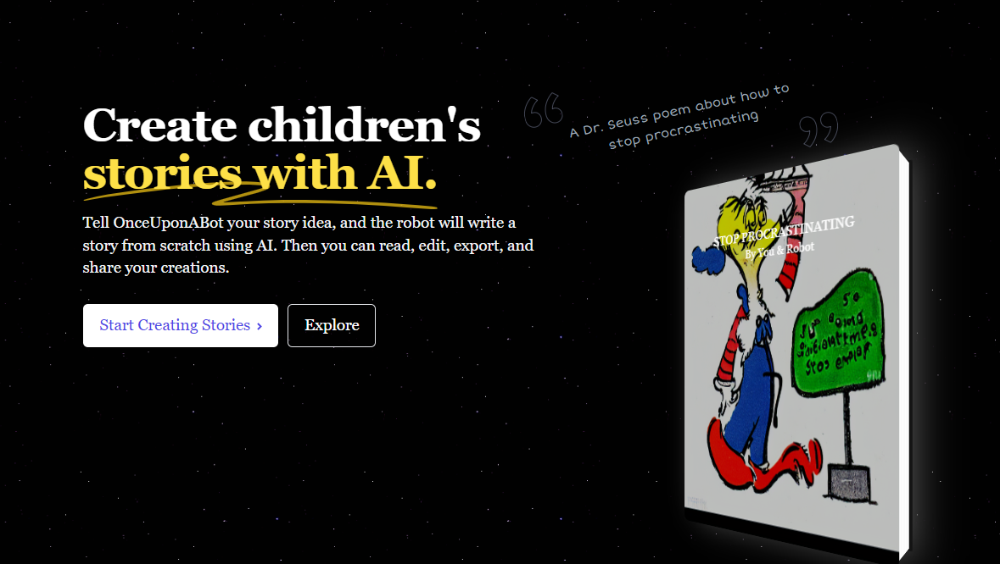 Create children's
stories with AI.
Tell OnceUponABot your story idea, and the robot will write a
story from scratch using AI. Then you can read, edit, export, and
share your creations.
Start Creating Stories ›
Explore
“ A Dr. Seuss poem about how to
stop procrastinating ”
STOP PROCRASTINATING
By You & Robot